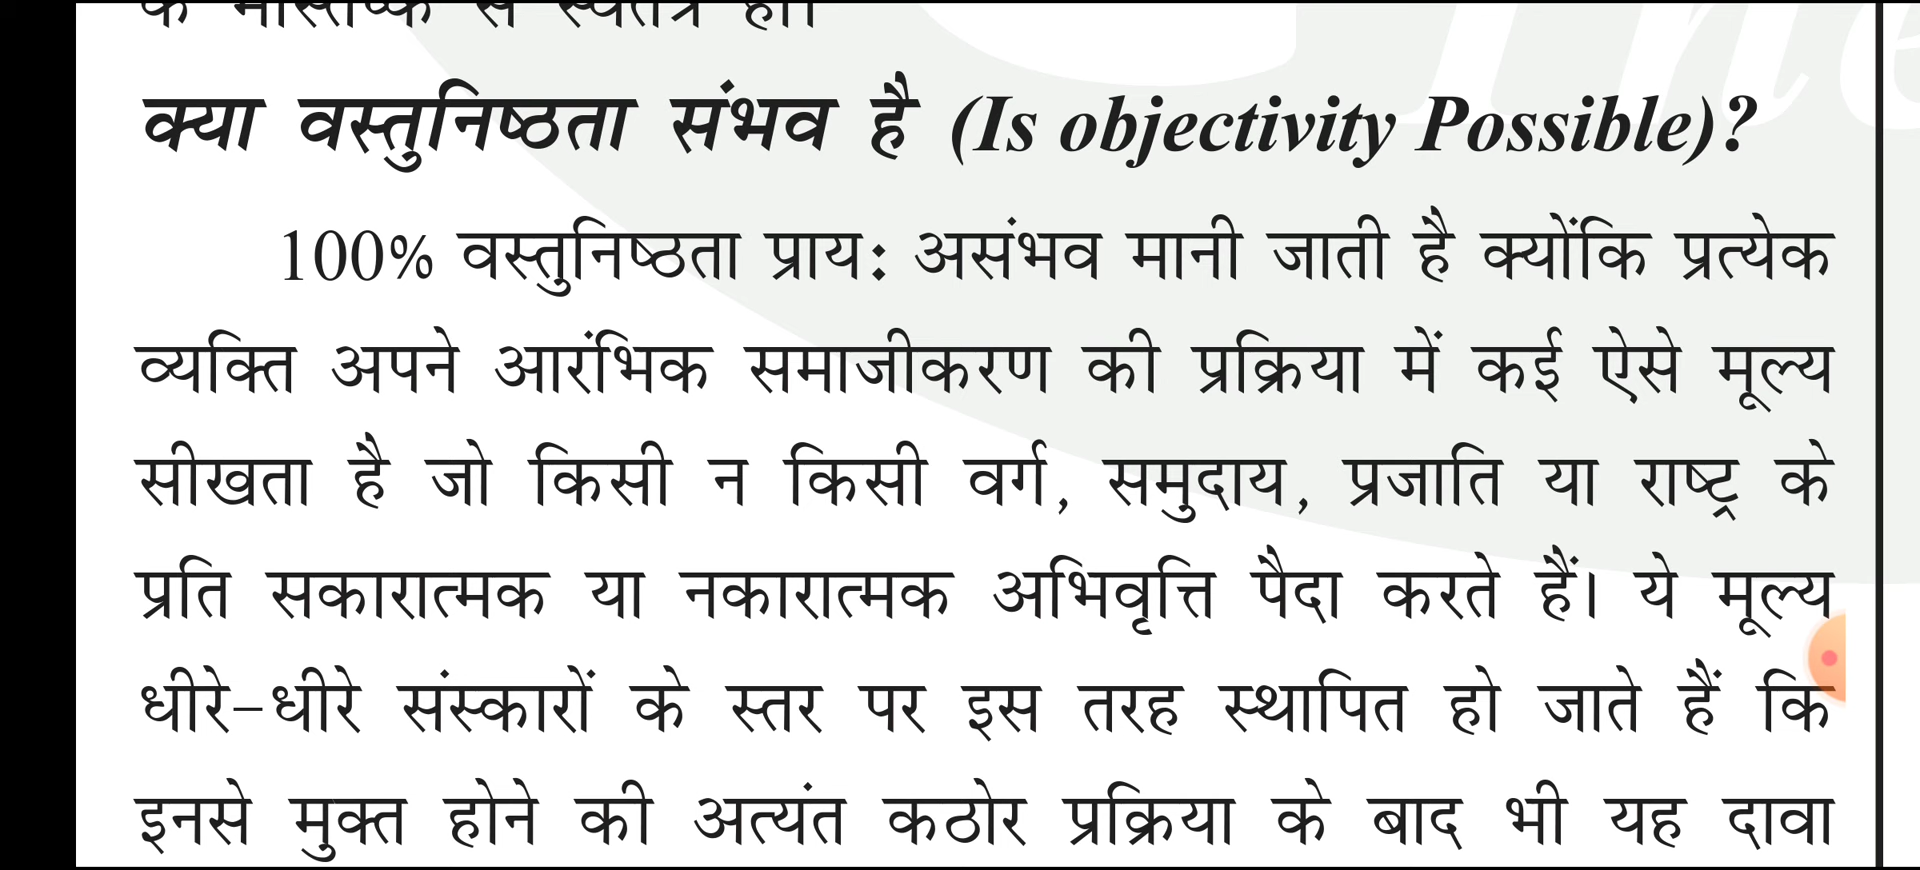 के मस्तिष्क से स्वतंत्र हो।
क्या वस्तुनिष्ठता संभव है (Is objectivity Possible)?
100% वस्तुनिष्ठता प्रायः असंभव मानी जाती है क्योंकि प्रत्येक
व्यक्ति अपने आरंभिक समाजीकरण की प्रक्रिया में कई ऐसे मूल्य
सीखता है जो किसी न किसी वर्ग, समुदाय, प्रजाति या राष्ट्र के
प्रति सकारात्मक या नकारात्मक अभिवृत्ति पैदा करते हैं। ये मूल्य
धीरे-धीरे संस्कारों के स्तर पर इस तरह स्थापित हो जाते हैं कि
इनसे मुक्त होने की अत्यंत कठोर प्रक्रिया के बाद भी यह दावा